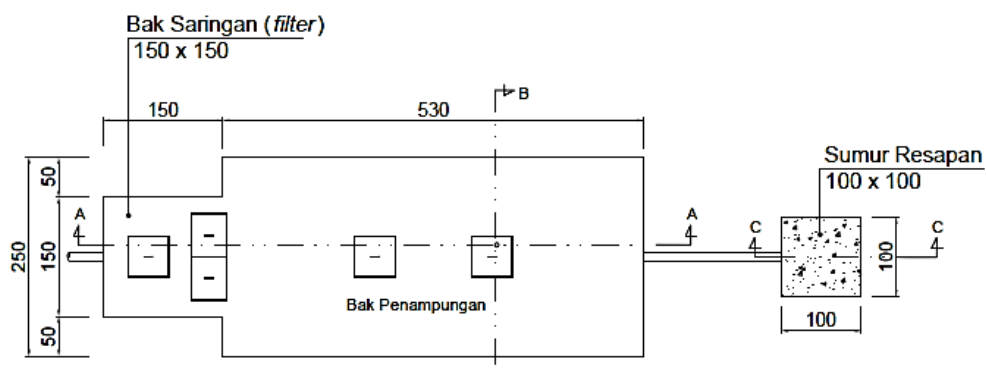 Bak Saringan (filter)
150 x 150
B
150
530
Sumur Resapan
100 x 100
50
A
A
C
C
250
150
100
Bak Penampungan
50
100